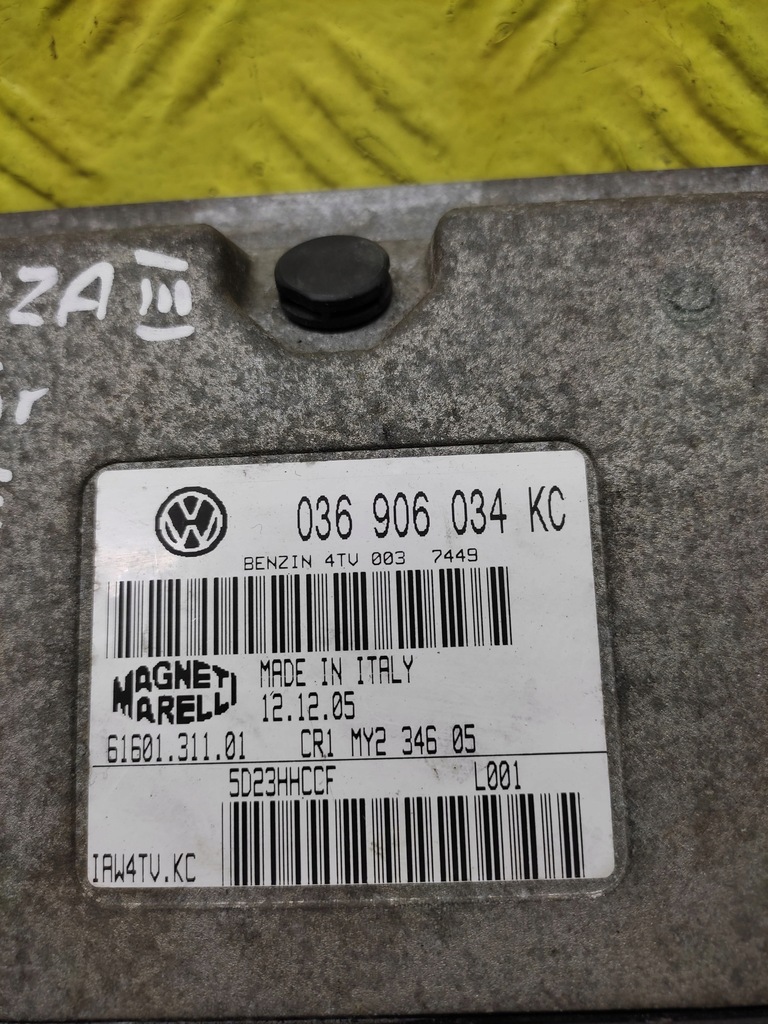 ZA III
VW
036 906 034 KC
BENZIN 4TV 003 7449
MAGNETI
MARELLI
MADE IN ITALY
12.12.05
61601.311.01 CR1 MY2 346 05
5D23HHCCF L001
IAW4TV.KC